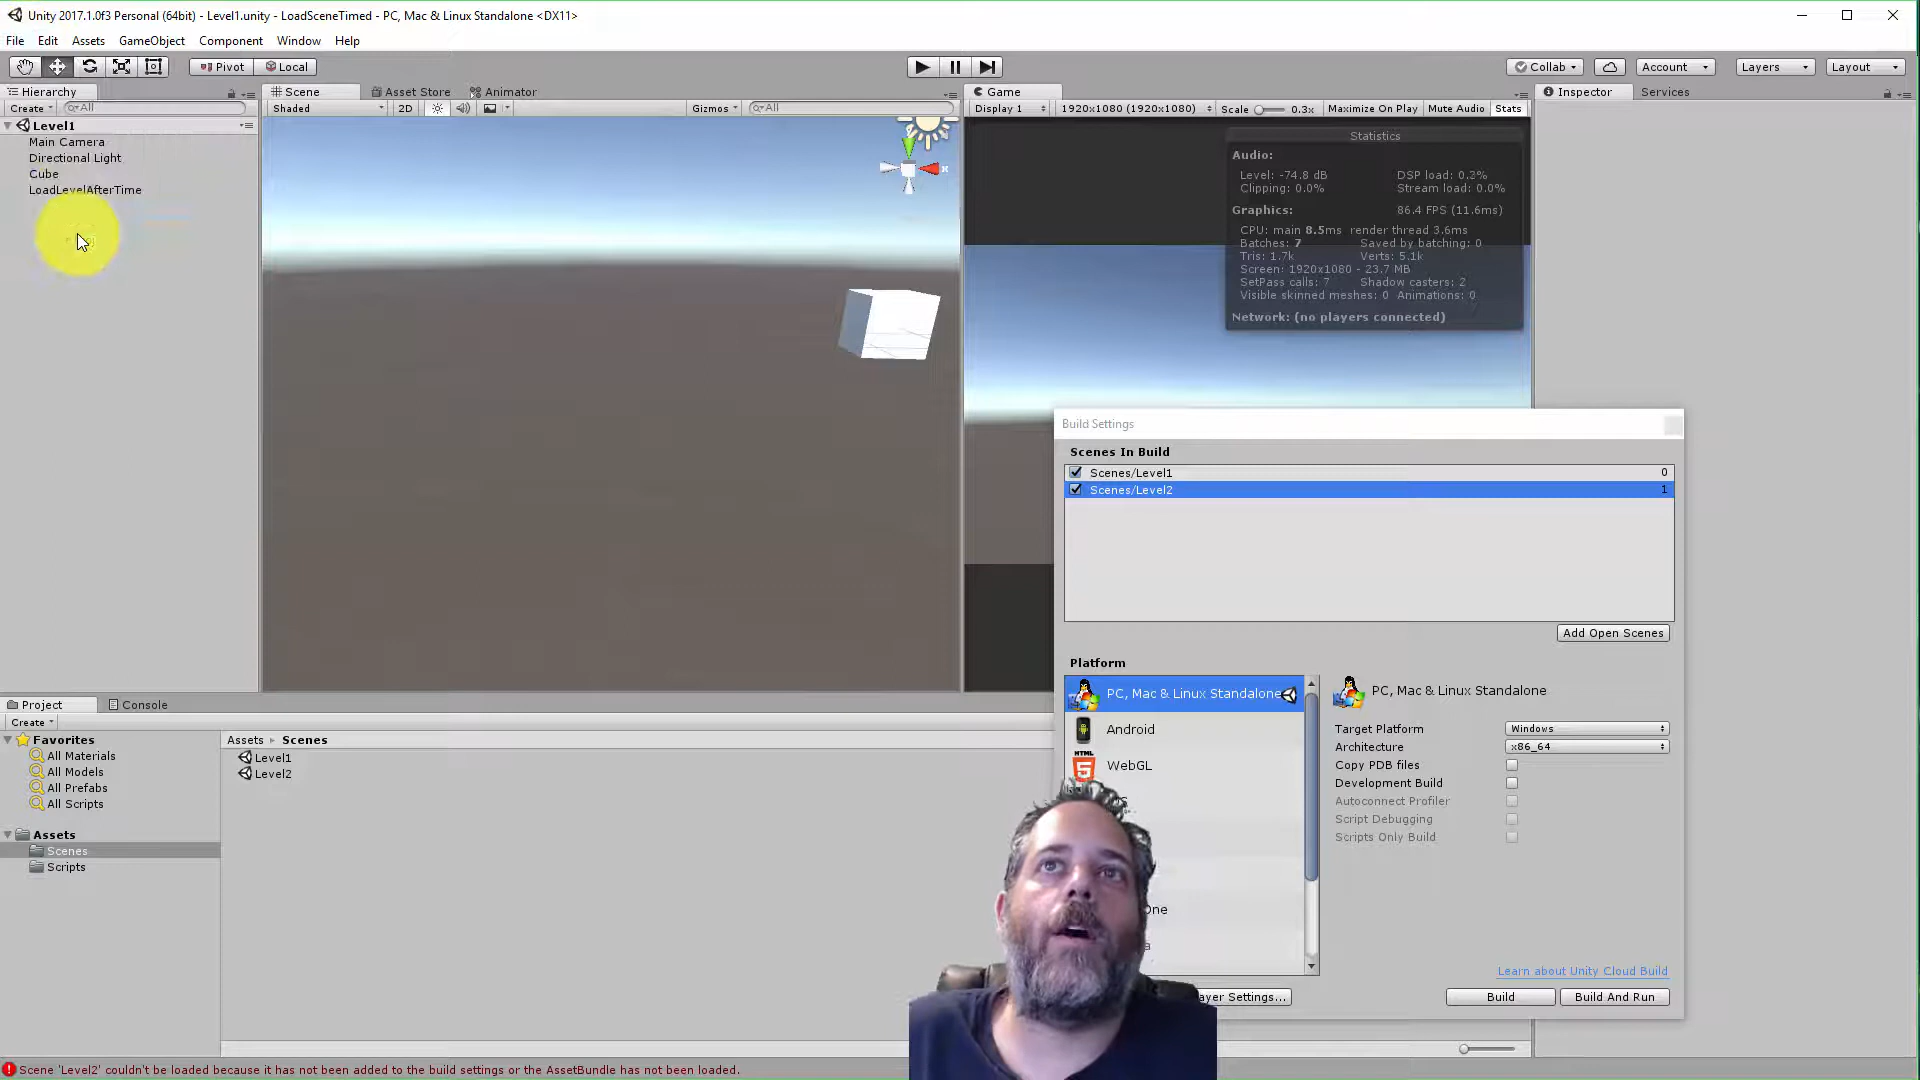 Unity 2017.1.0f3 Personal (64bit) - Level1.unity - LoadSceneTimed - PC, Mac & Linux Standalone <DX11>
File Edit Assets GameObject Component Window Help
Pivot Local Collab Account Layers Layout
Hierarchy
Create All
Level1
Main Camera
Directional Light
Cube
LoadLevelAfterTime
Scene Asset Store Animator
Shaded 2D Gizmos All
Game
Display 1 1920x1080 (1920x1080) Scale 0.3x Maximize On Play Mute Audio Stats
Statistics
Audio:
Level: -74.8 dB DSP load: 0.3%
Clipping: 0.0% Stream load: 0.0%
Graphics: 86.4 FPS (11.6ms)
CPU: main 8.5ms render thread 3.6ms
Batches: 7 Saved by batching: 0
Tris: 1.7k Verts: 5.1k
Screen: 1920x1080 - 23.7 MB
SetPass calls: 7 Shadow casters: 2
Visible skinned meshes: 0 Animations: 0
Network: (no players connected)
Inspector Services
x
Build Settings
Scenes In Build
Scenes/Level1 0
Scenes/Level2 1
Add Open Scenes
Platform
PC, Mac & Linux Standalone
Android
HTML
5
WebGL
One
a
PC, Mac & Linux Standalone
Target Platform Windows
Architecture x86_64
Copy PDB files
Development Build
Autoconnect Profiler
Script Debugging
Scripts Only Build
Learn about Unity Cloud Build
ayer Settings... Build Build And Run
Project Console
Create
Favorites
All Materials
All Models
All Prefabs
All Scripts
Assets
Scenes
Scripts
Assets Scenes
Level1
Level2
Scene 'Level2' couldn't be loaded because it has not been added to the build settings or the AssetBundle has not been loaded.